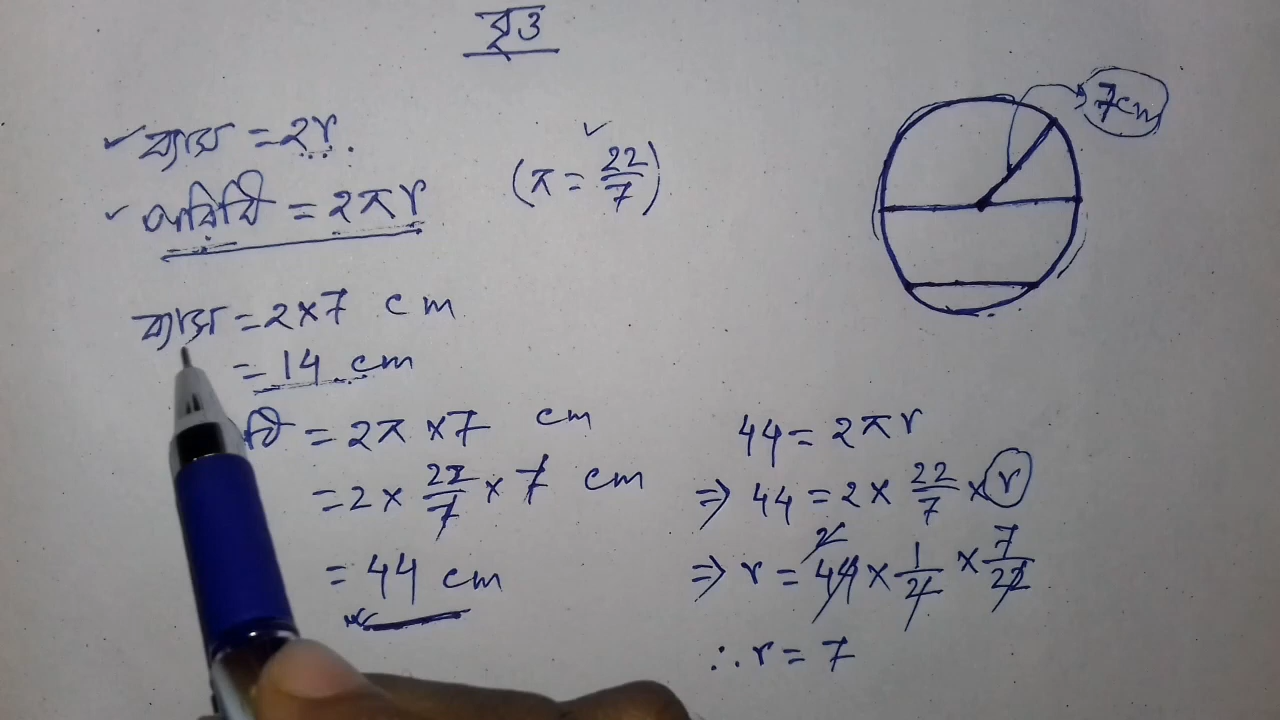 বৃত্ত
ব্যাস = 2r.
পরিধি = 2πr
(π = 22/7)
7cm
ব্যাস = 2×7 cm
= 14 cm
ধি = 2π×7 cm
= 2 × 22/7 × 7 cm
= 44 cm
44 = 2πr
⇒ 44 = 2 × 22/7 × r
⇒ r = 44 × 1/2 × 7/22
2
∴ r = 7